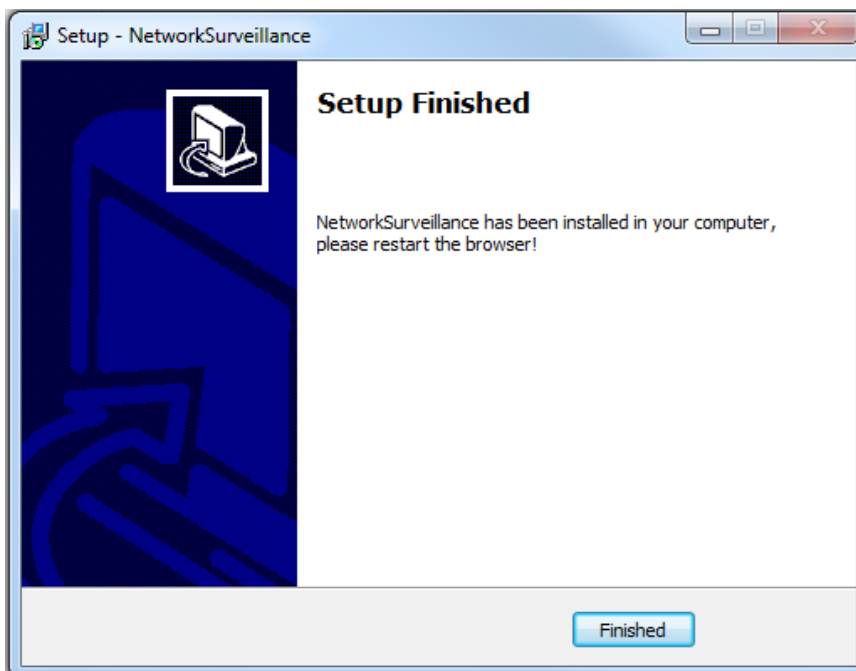 Setup - NetworkSurveillance
Setup Finished
NetworkSurveillance has been installed in your computer,
please restart the browser!
Finished